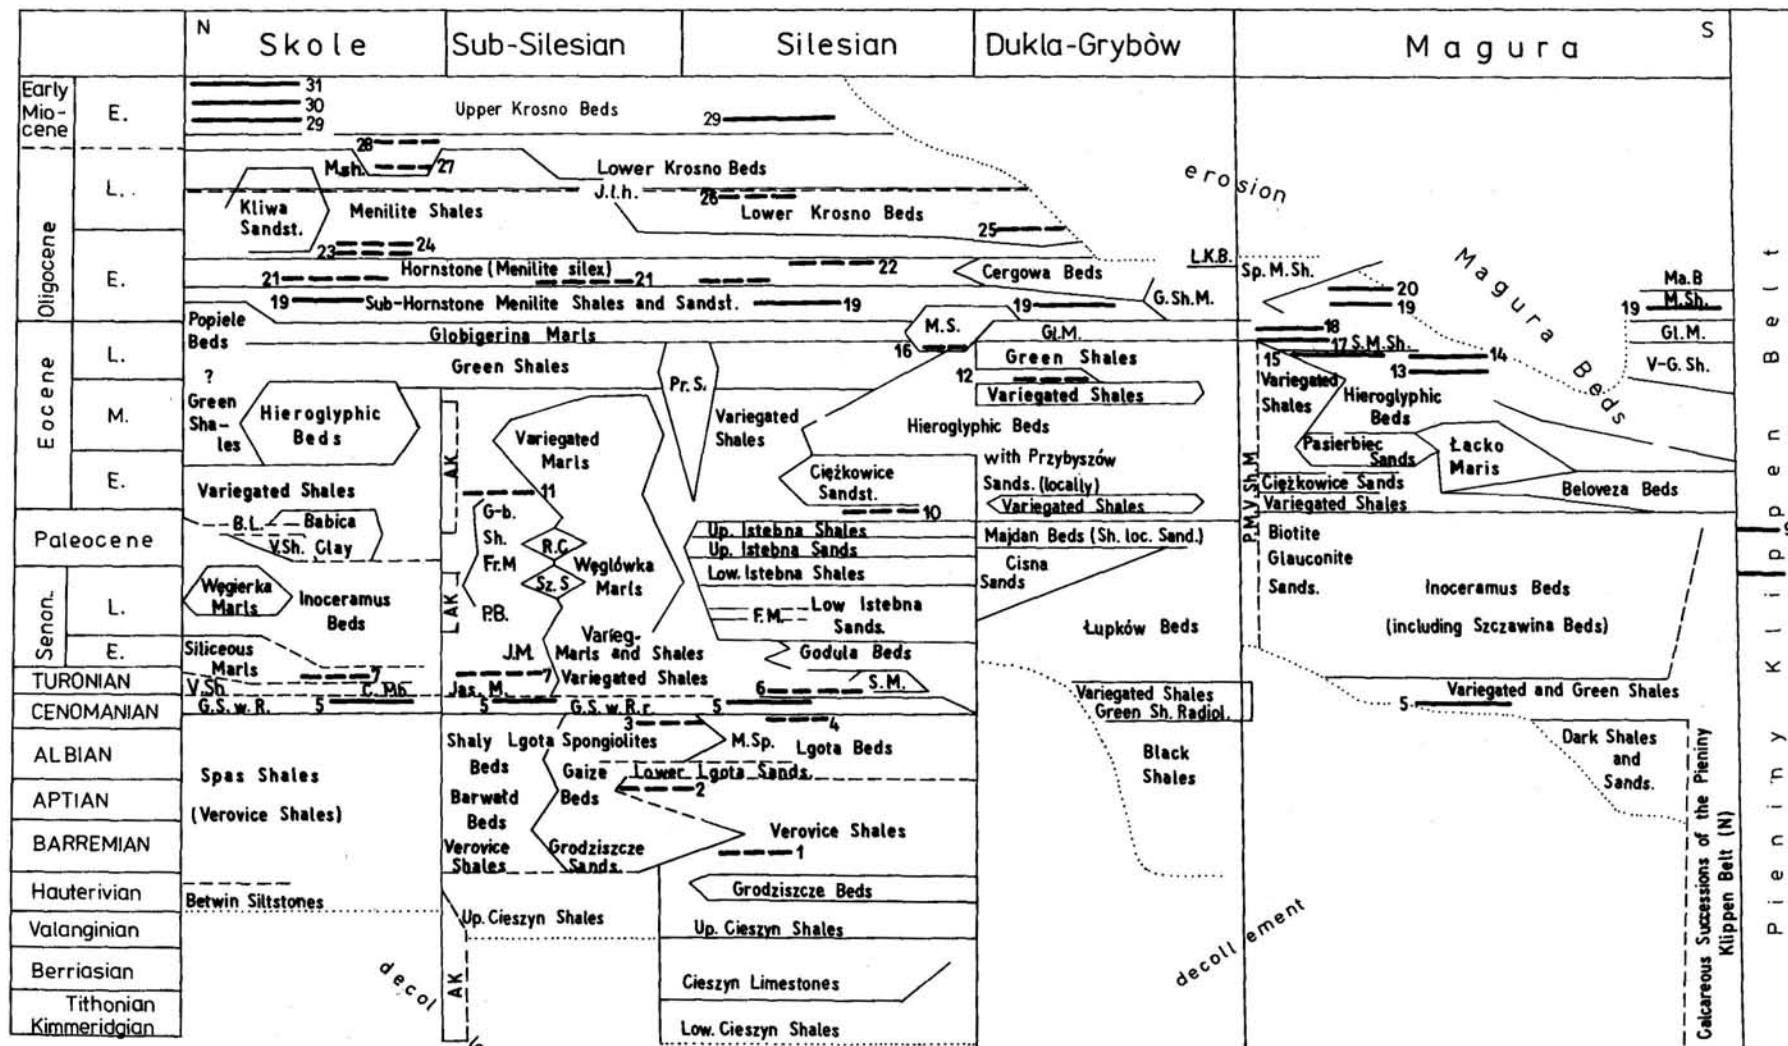 N
S
Skole
Sub-Silesian
Silesian
Dukla-Grybòw
Magura
Early
Mio-
cene
E.
31
30
29
Upper Krosno Beds
29
28
M.sh.
27
Lower Krosno Beds
erosion
Oligocene
L.
J.l.h.
26
Kliwa
Sandst.
Menilite Shales
Lower Krosno Beds
25
23
24
L.K.B.
Sp. M. Sh.
Magura Beds
E.
21
Hornstone (Menilite silex)
21
22
Cergowa Beds
Ma.B
G. Sh. M.
20
M.Sh.
19
Sub-Hornstone Menilite Shales and Sandst.
19
19
19
19
Eocene
Popiele
Beds
Globigerina Marls
M.S.
Gl.M.
18
Gl. M.
L.
Green Shales
16
Green Shales
17
S.M.Sh.
15
14
V-G. Sh.
?
Green
Sha-
les
Pr. S.
12
13
Variegated
Shales
M.
Hieroglyphic
Beds
AK
Variegated
Marls
Variegated
Shales
Variegated Shales
Hieroglyphic Beds
Hieroglyphic
Beds
Pasierbiec
Sands
Łacko
Maris
E.
Variegated Shales
11
Ciężkowice
Sandst.
with Przybyszów
Sands. (locally)
Ciężkowice Sands
Beloveza Beds
10
Variegated Shales
Variegated Shales
P.M.V. Sh. M
Paleocene
B.L.
Babica
Clay
V.Sh.
G-b.
Sh.
Fr.M
R.C.
Up. Istebna Shales
Up. Istebna Sands
Low. Istebna Shales
Majdan Beds (Sh. loc. Sand.)
Cisna
Sands
Biotite
Glauconite
Sands.
9
Senon.
L.
Węgierka
Marls
Inoceramus
Beds
AK
P.B.
Sz. S
Węglówka
Marls
F.M.
Low Istebna
Sands.
Łupków Beds
Inoceramus Beds
(including Szczawina Beds)
E.
Siliceous
Marls
J.M.
Varieg-
Marls and Shales
Godula Beds
TURONIAN
7
V.Sh.
7
Jas. M.
Variegated Shales
6
S. M.
Variegated Shales
Green Sh. Radiol.
Variegated and Green Shales
CENOMANIAN
G.S. w. R.
5
5
G.S. w. R. r.
5
5
3
4
ALBIAN
Shaly
Beds
Lgota Spongiolites
M.Sp.
Lgota Beds
Black
Shales
Dark Shales
and
Sands.
Spas Shales
(Verovice Shales)
Gaize
Beds
Lower Lgota Sands.
APTIAN
2
Barwałd
Beds
BARREMIAN
Verovice
Shales
Grodziszcze
Sands.
Verovice Shales
1
Hauterivian
Betwin Siltstones
Grodziszcze Beds
Valanginian
Up. Cieszyn Shales
Up. Cieszyn Shales
Berriasian
decol
AK
Cieszyn Limestones
decollement
Tithonian
Kimmeridgian
Low. Cieszyn Shales
Calcareous Successions of the Pieniny
Klippen Belt (N)
Pieniny Klippen Belt